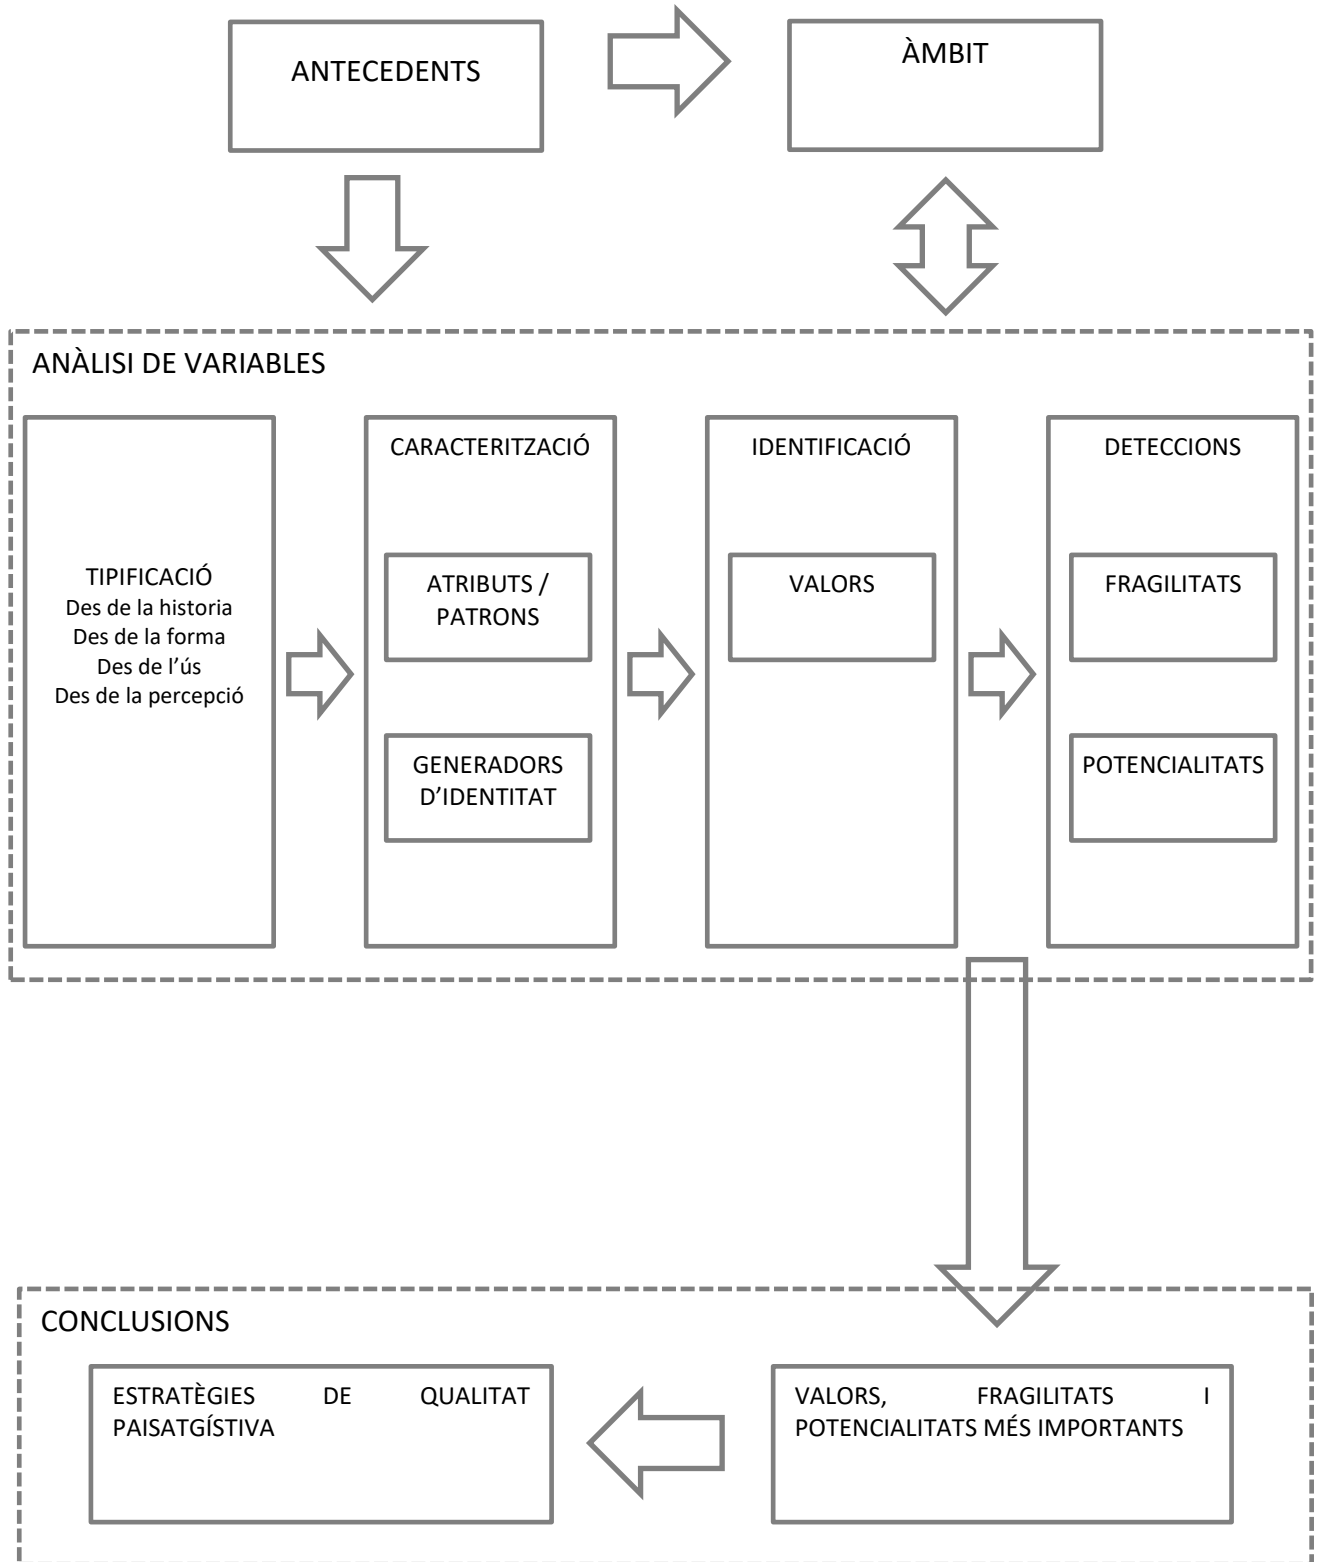 ANTECEDENTS
ÀMBIT
ANÀLISI DE VARIABLES
TIPIFICACIÓ
Des de la historia
Des de la forma
Des de l’ús
Des de la percepció
CARACTERITZACIÓ
ATRIBUTS /
PATRONS
GENERADORS
D’IDENTITAT
IDENTIFICACIÓ
VALORS
DETECCIONS
FRAGILITATS
POTENCIALITATS
CONCLUSIONS
ESTRATÈGIES DE QUALITAT
PAISATGÍSTIVA
VALORS, FRAGILITATS I
POTENCIALITATS MÉS IMPORTANTS